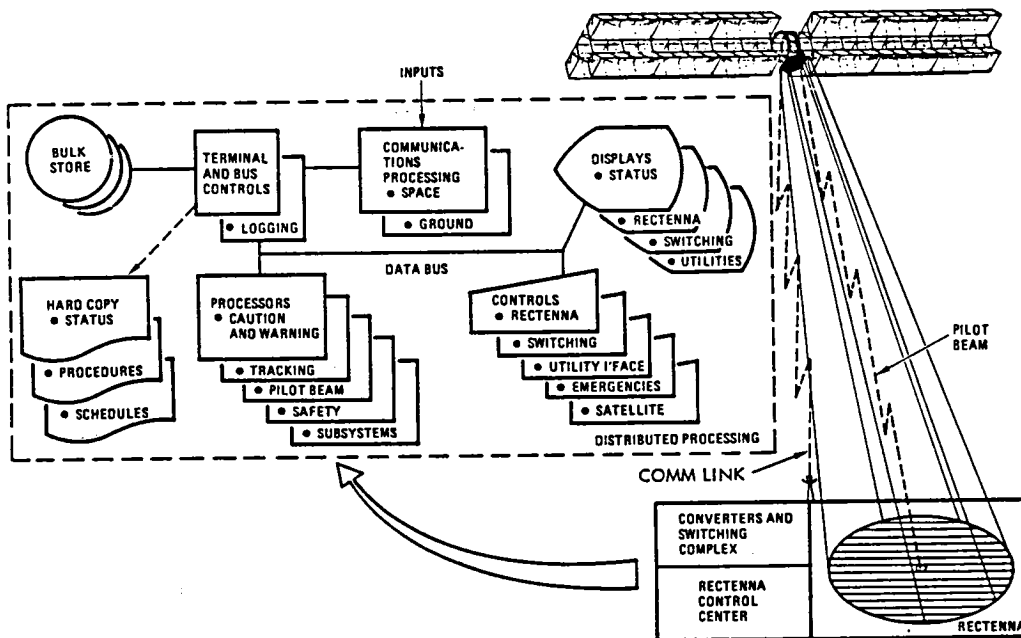 INPUTS
BULK
STORE
TERMINAL
AND BUS
CONTROLS
• LOGGING
COMMUNICA-
TIONS
PROCESSING
• SPACE
• GROUND
DISPLAYS
• STATUS
• RECTENNA
• SWITCHING
• UTILITIES
DATA BUS
HARD COPY
• STATUS
• PROCEDURES
• SCHEDULES
PROCESSORS
• CAUTION
AND WARNING
• TRACKING
• PILOT BEAM
• SAFETY
• SUBSYSTEMS
CONTROLS
• RECTENNA
• SWITCHING
• UTILITY I'FACE
• EMERGENCIES
• SATELLITE
DISTRIBUTED PROCESSING
PILOT
BEAM
COMM LINK
CONVERTERS AND
SWITCHING
COMPLEX
RECTENNA
CONTROL
CENTER
RECTENNA